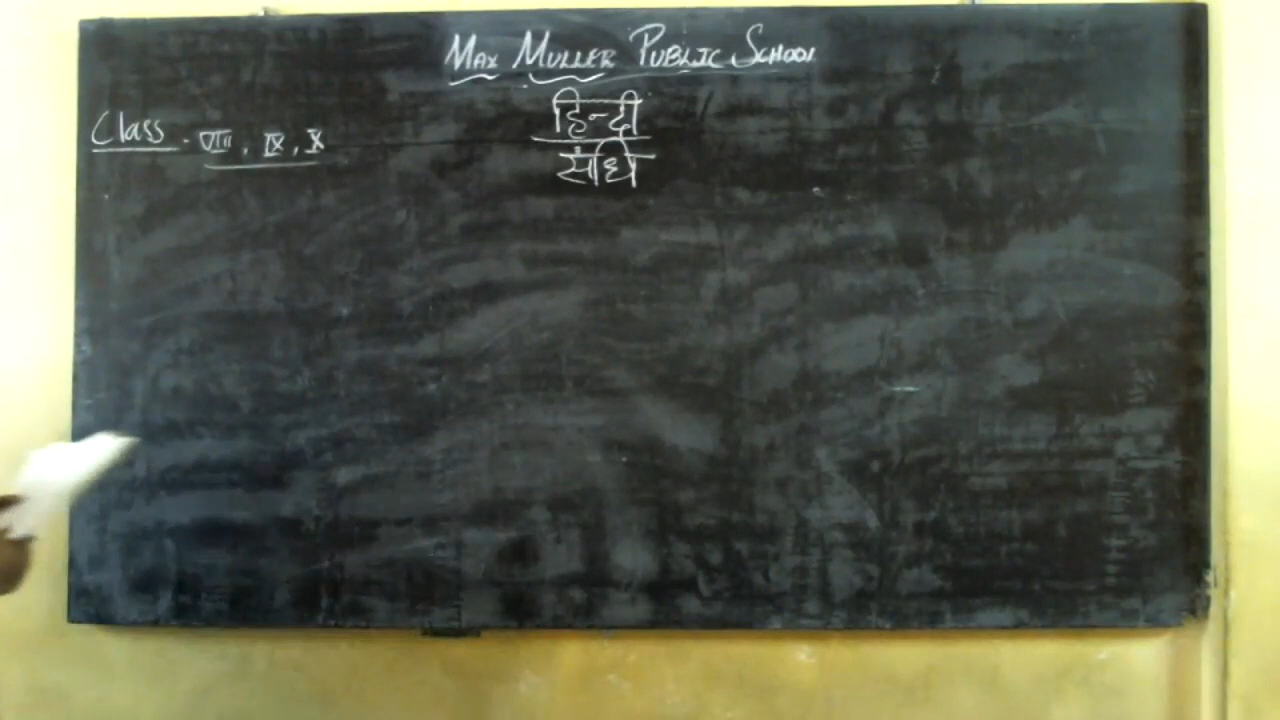 MAX MULLER PUBLIC SCHOOL
हिन्दी
Class - VIII, IX, X
संधि